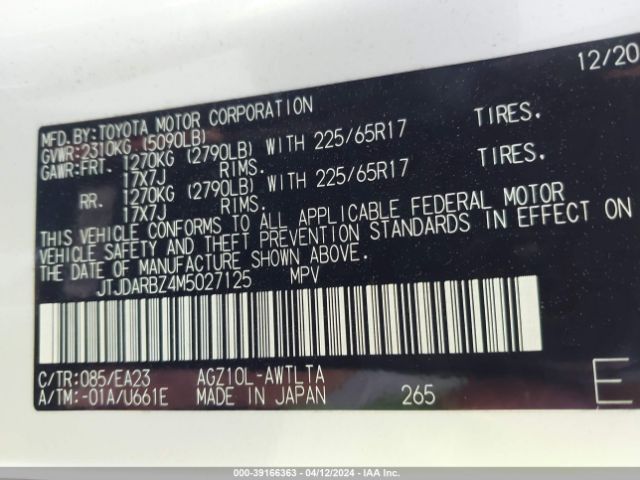 12/20
MFD.BY:TOYOTA MOTOR CORPORATION
GVWR:2310KG (5090LB)
GAWR:FRT. 1270KG (2790LB) WITH 225/65R17 TIRES.
17X7J RIMS.
RR. 1270KG (2790LB) WITH 225/65R17 TIRES.
17X7J RIMS.
THIS VEHICLE CONFORMS TO ALL APPLICABLE FEDERAL MOTOR
VEHICLE SAFETY AND THEFT PREVENTION STANDARDS IN EFFECT ON
THE DATE OF MANUFACTURE SHOWN ABOVE.
JTJDARBZ4M5027125 MPV
C/TR:085/EA23 AGZ10L-AWTLTA
A/TM:-01A/U661E MADE IN JAPAN 265 E
000-39166363 - 04/12/2024 - IAA Inc.